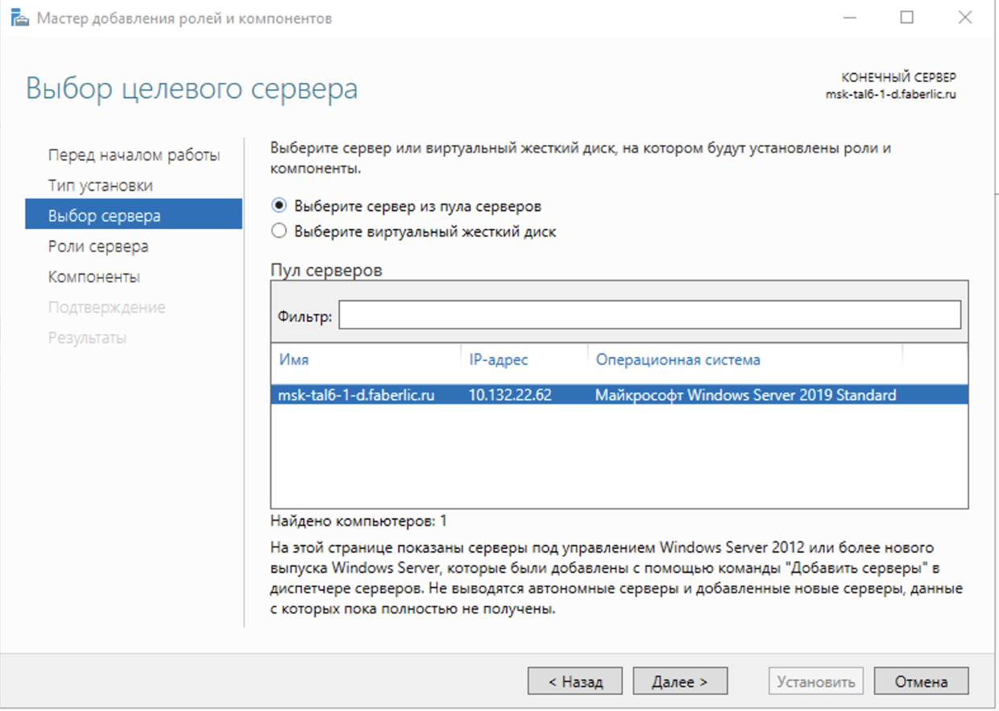 Мастер добавления ролей и компонентов
Выбор целевого сервера
КОНЕЧНЫЙ СЕРВЕР
msk-tal6-1-d.faberlic.ru
Перед началом работы
Тип установки
Выбор сервера
Роли сервера
Компоненты
Подтверждение
Результаты
Выберите сервер или виртуальный жесткий диск, на котором будут установлены роли и
компоненты.
Выберите сервер из пула серверов
Выберите виртуальный жесткий диск
Пул серверов
Фильтр:
Имя IP-адрес Операционная система
msk-tal6-1-d.faberlic.ru 10.132.22.62 Майкрософт Windows Server 2019 Standard
Найдено компьютеров: 1
На этой странице показаны серверы под управлением Windows Server 2012 или более нового
выпуска Windows Server, которые были добавлены с помощью команды "Добавить серверы" в
диспетчере серверов. Не выводятся автономные серверы и добавленные новые серверы, данные
с которых пока полностью не получены.
< Назад Далее > Установить Отмена